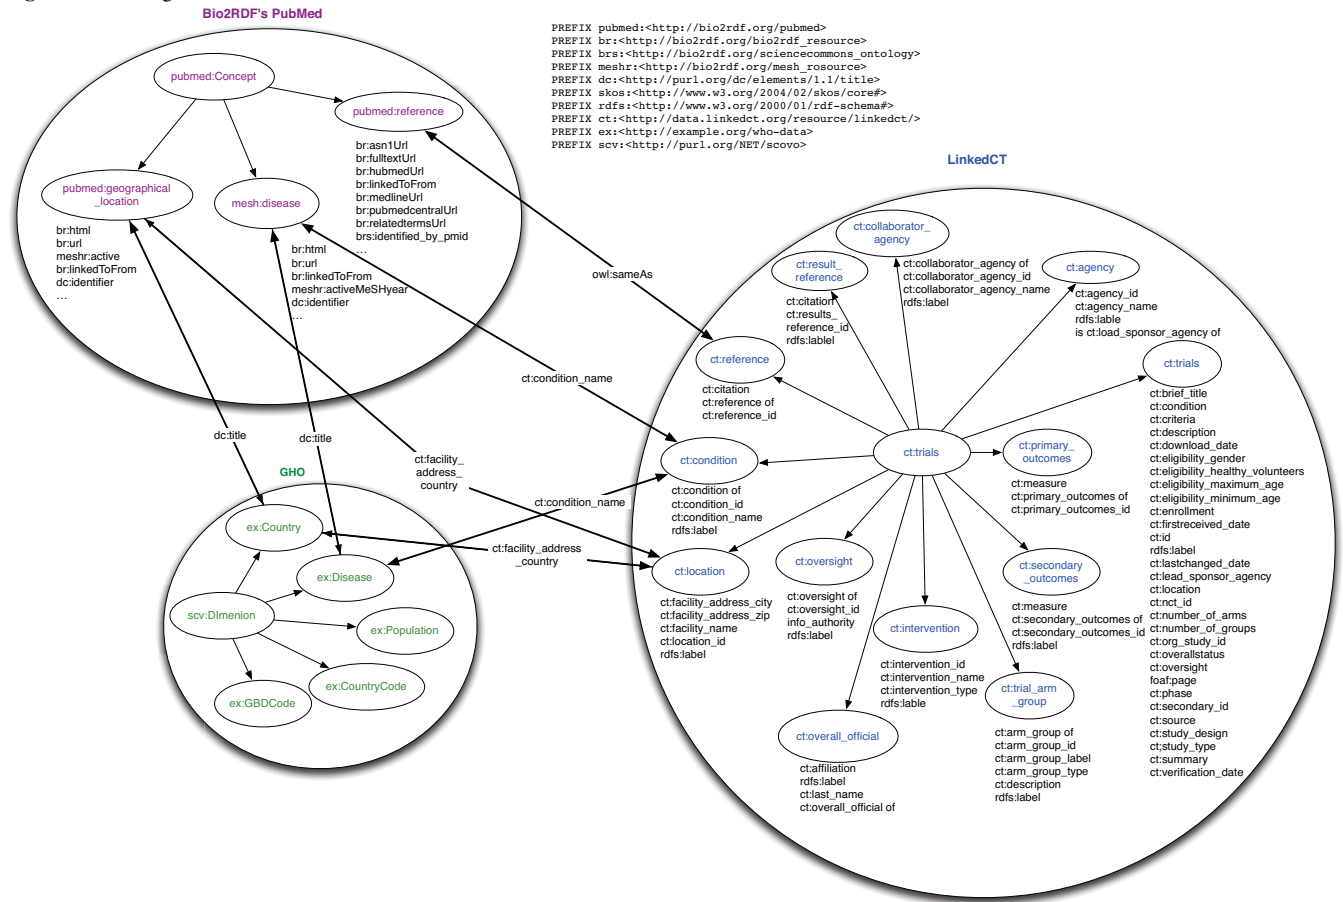 Bio2RDF's PubMed
PREFIX pubmed:<http://bio2rdf.org/pubmed>
PREFIX br:<http://bio2rdf.org/bio2rdf_resource>
PREFIX brs:<http://bio2rdf.org/sciencecommons_ontology>
PREFIX meshr:<http://bio2rdf.org/mesh_rosource>
PREFIX dc:<http://purl.org/dc/elements/1.1/title>
PREFIX skos:<http://www.w3.org/2004/02/skos/core#>
PREFIX rdfs:<http://www.w3.org/2000/01/rdf-schema#>
PREFIX ct:<http://data.linkedct.org/resource/linkedct/>
PREFIX ex:<http://example.org/who-data>
PREFIX scv:<http://purl.org/NET/scovo>
pubmed:Concept
pubmed:reference
br:asn1Url
br:fulltextUrl
br:hubmedUrl
br:linkedToFrom
br:medlineUrl
br:pubmedcentralUrl
br:relatedtermsUrl
brs:identified_by_pmid
...
pubmed:geographical
_location
br:html
br:url
meshr:active
br:linkedToFrom
dc:identifier
...
mesh:disease
br:html
br:url
br:linkedToFrom
meshr:activeMeSHyear
dc:identifier
...
owl:sameAs
ct:condition_name
dc:title
dc:title
ct:facility_
address_
country
ct:condition_name
ct:facility_address
_country
GHO
ex:Country
ex:Disease
scv:DImenion
ex:Population
ex:CountryCode
ex:GBDCode
LinkedCT
ct:collaborator_
agency
ct:collaborator_agency of
ct:collaborator_agency_id
ct:collaborator_agency_name
rdfs:label
ct:result_
reference
ct:citation
ct:results_
reference_id
rdfs:lablel
ct:agency
ct:agency_id
ct:agency_name
rdfs:lable
is ct:load_sponsor_agency of
ct:reference
ct:citation
ct:reference of
ct:reference_id
ct:trials
ct:brief_title
ct:condition
ct:criteria
ct:description
ct:download_date
ct:eligibility_gender
ct:eligibility_healthy_volunteers
ct:eligibility_maximum_age
ct:eligibility_minimum_age
ct:enrollment
ct:firstreceived_date
ct:id
rdfs:label
ct:lastchanged_date
ct:lead_sponsor_agency
ct:location
ct:nct_id
ct:number_of_arms
ct:number_of_groups
ct:org_study_id
ct:overallstatus
ct:oversight
foaf:page
ct:phase
ct:secondary_id
ct:source
ct:study_design
ct;study_type
ct:summary
ct:verification_date
ct:trials
ct:primary_
outcomes
ct:measure
ct:primary_outcomes of
ct:primary_outcomes_id
ct:condition
ct:condition of
ct:condition_id
ct:condition_name
rdfs:label
ct:location
ct:facility_address_city
ct:facility_address_zip
ct:facility_name
ct:location_id
rdfs:label
ct:oversight
ct:oversight of
ct:oversight_id
info_authority
rdfs:label
ct:secondary
_outcomes
ct:measure
ct:secondary_outcomes of
ct:secondary_outcomes_id
rdfs:label
ct:intervention
ct:intervention_id
ct:intervention_name
ct:intervention_type
rdfs:lable
ct:trial_arm
_group
ct:arm_group of
ct:arm_group_id
ct:arm_group_label
ct:arm_group_type
ct:description
rdfs:label
ct:overall_official
ct:affiliation
rdfs:label
ct:last_name
ct:overall_official of